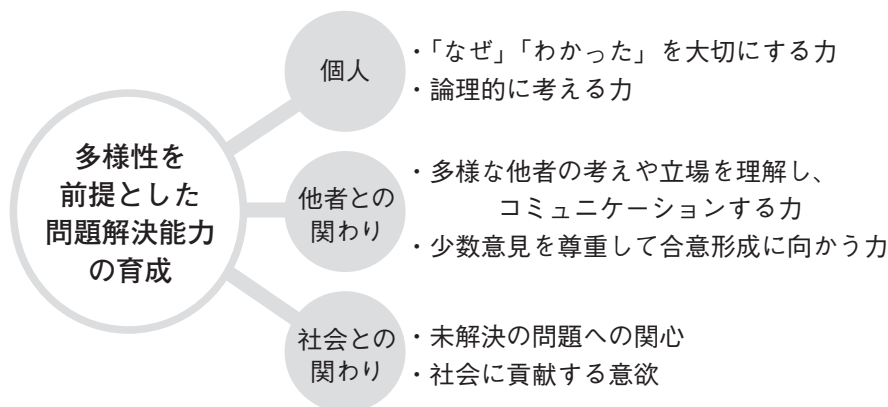 多様性を
前提とした
問題解決能力
の育成
個人
・「なぜ」「わかった」を大切にする力
・論理的に考える力
他者との
関わり
・多様な他者の考えや立場を理解し、
コミュニケーションする力
・少数意見を尊重して合意形成に向かう力
社会との
関わり
・未解決の問題への関心
・社会に貢献する意欲